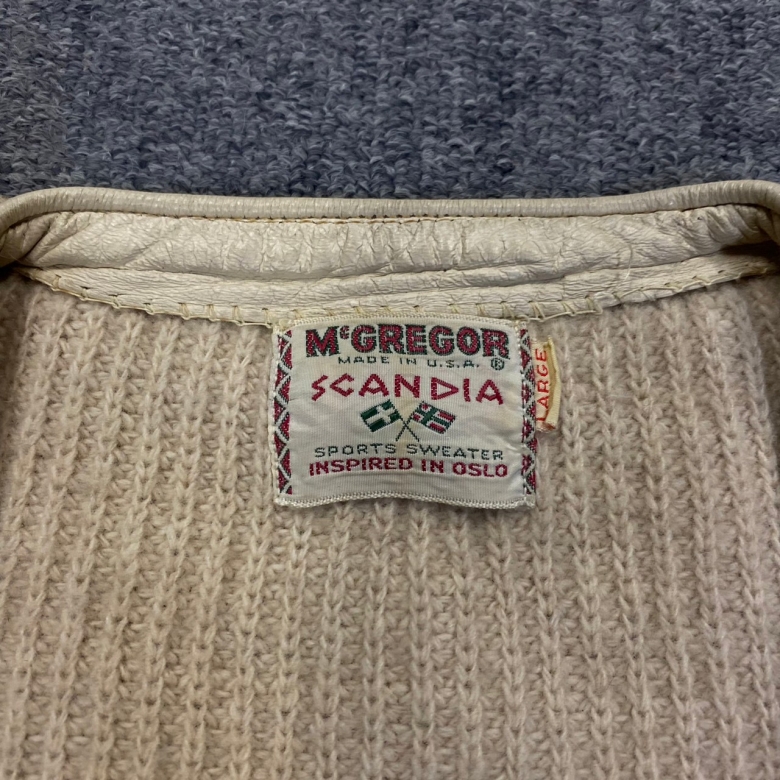 McGREGOR
MADE IN U.S.A. ®
SCANDIA
SPORTS SWEATER
INSPIRED IN OSLO
LARGE